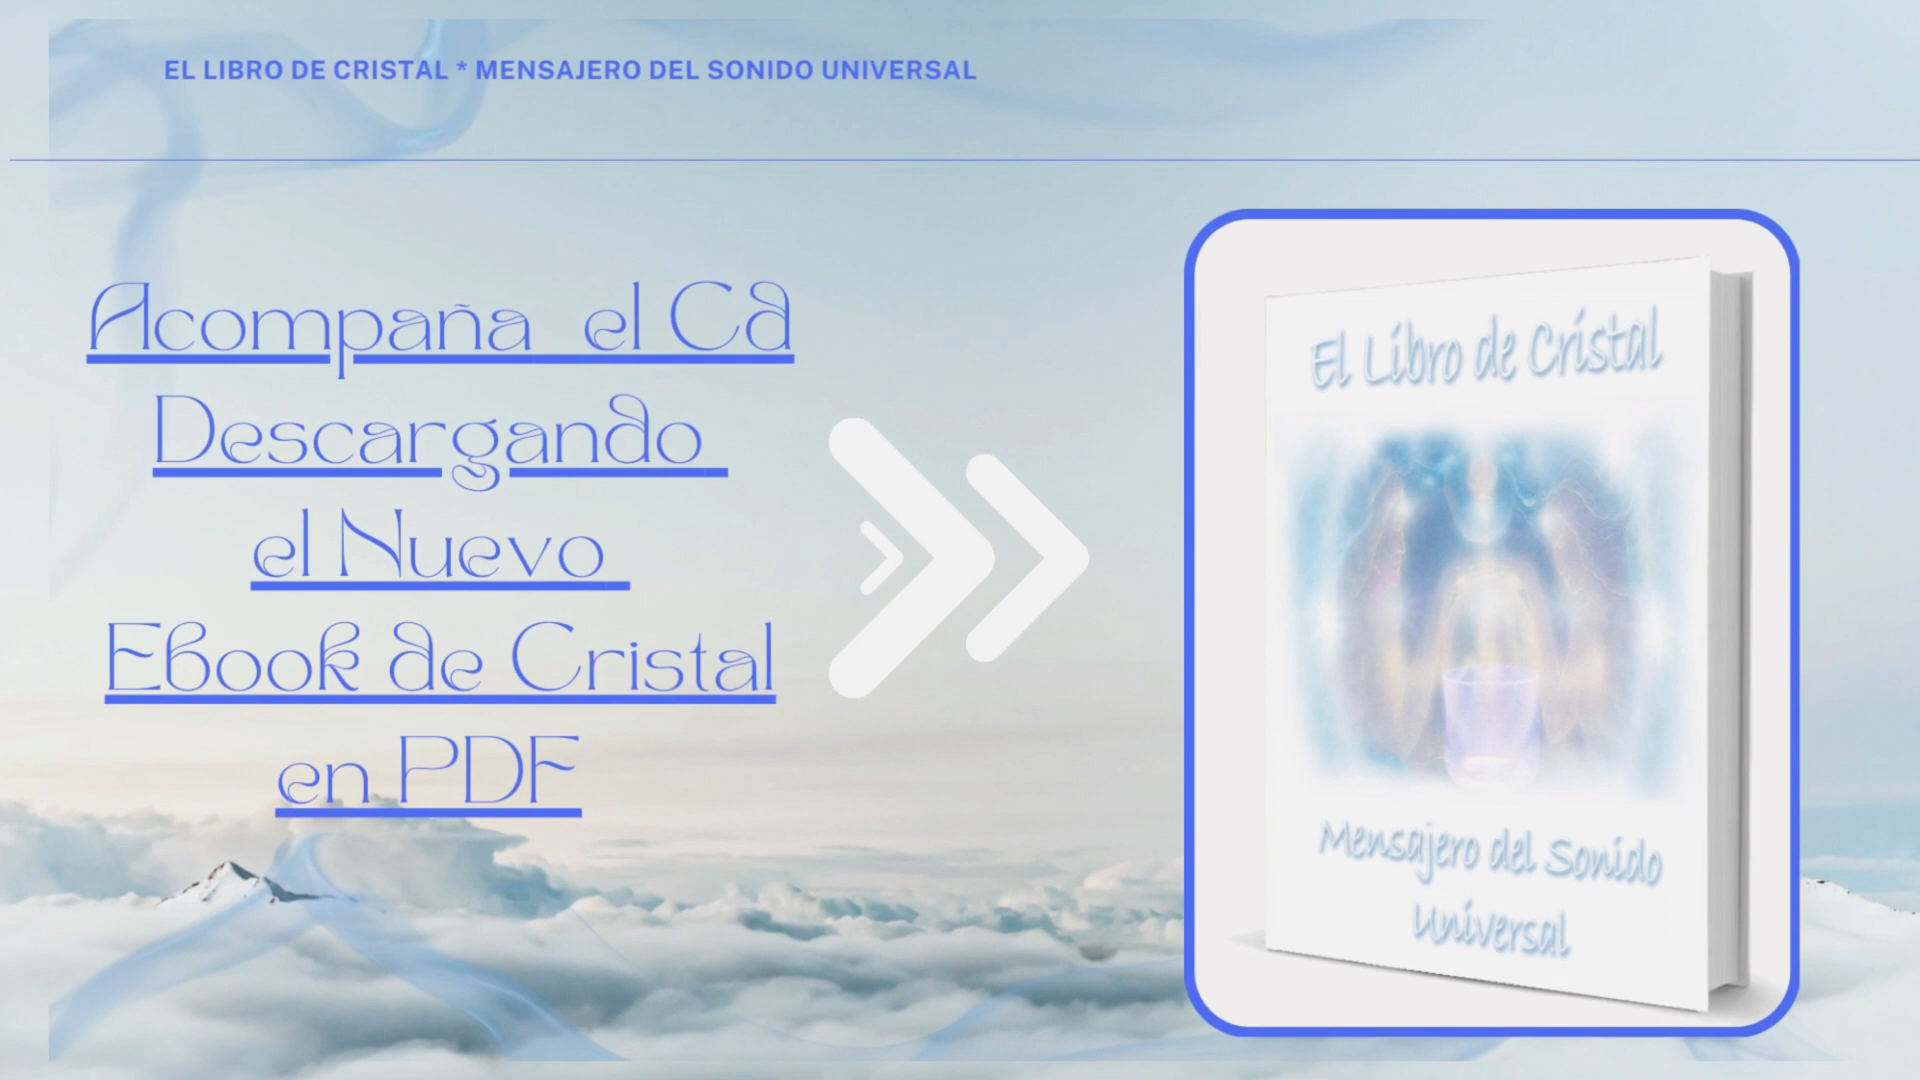 EL LIBRO DE CRISTAL * MENSAJERO DEL SONIDO UNIVERSAL
Acompaña el Cd
Descargando
el Nuevo
Ebook de Cristal
en PDF
El Libro de Cristal
Mensajero del Sonido
Universal